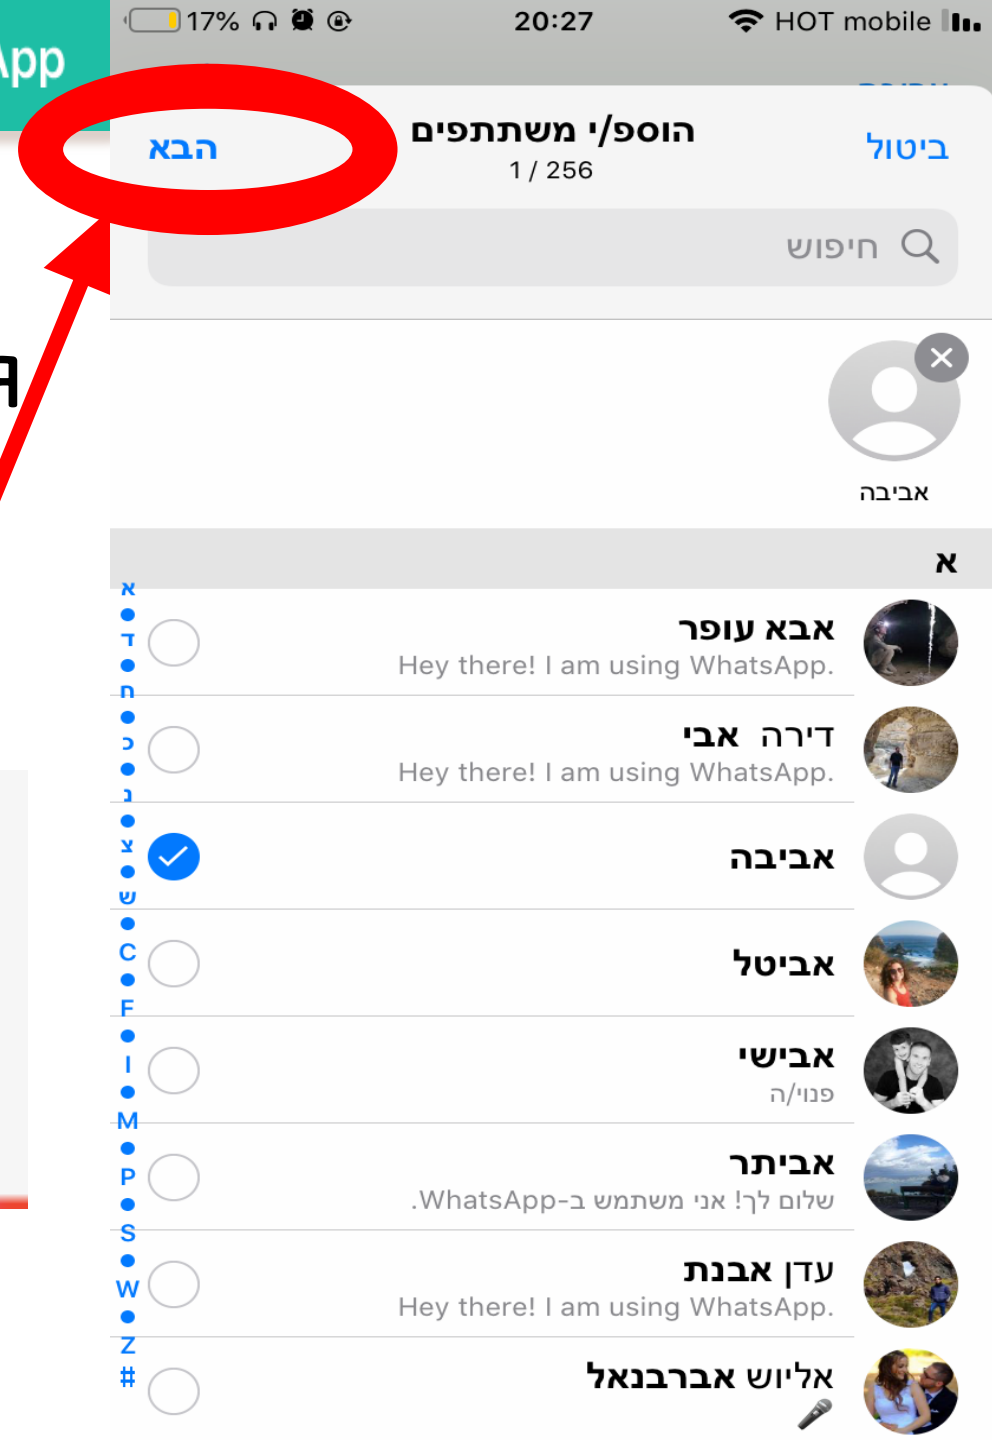 App
17%
20:27
HOT mobile
ביטול
הוספ/י משתתפים
הבא
1 / 256
חיפוש
אביבה
א
אבא עופר
Hey there! I am using WhatsApp.
דירה אבי
Hey there! I am using WhatsApp.
אביבה
אביטל
אבישי
פנוי/ה
אביתר
שלום לך! אני משתמש ב-WhatsApp.
עדן אבנת
Hey there! I am using WhatsApp.
אליוש אברבנאל
א
ד
ח
כ
נ
צ
ש
C
F
I
M
P
S
W
Z
#